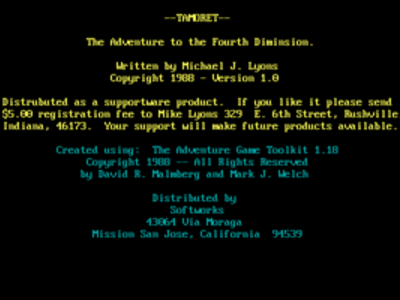 --TAMORET--
The Adventure to the Fourth Diminsion.
Written by Michael J. Lyons
Copyright 1988 - Version 1.0
Distrubuted as a supportware product.  If you like it please send
$5.00 registration fee to Mike Lyons 329  E. 6th Street, Rushville
Indiana, 46173.  Your support will make future products available.
Created using:  The Adventure Game Toolkit 1.18
Copyright 1988 -- All Rights Reserved
by David R. Malmberg and Mark J. Welch
Distributed by
Softworks
43064 Via Moraga
Mission San Jose, California  94539